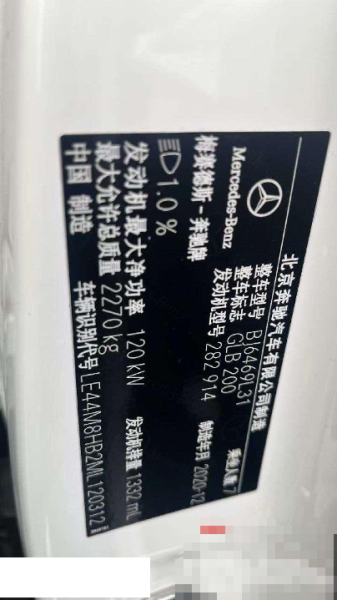 北京奔驰汽车有限公司制造
Mercedes-Benz
梅赛德斯-奔驰牌
整车型号 BJ6469L31
乘坐人数 7
整车标志 GLB 200
发动机型号 282 914
制造年月 2020-12
1.0 %
发动机最大净功率 120 kW
发动机排量 1332 mL
最大允许总质量 2270 kg
中国 制造
车辆识别代号 LE44M8HB2ML120312